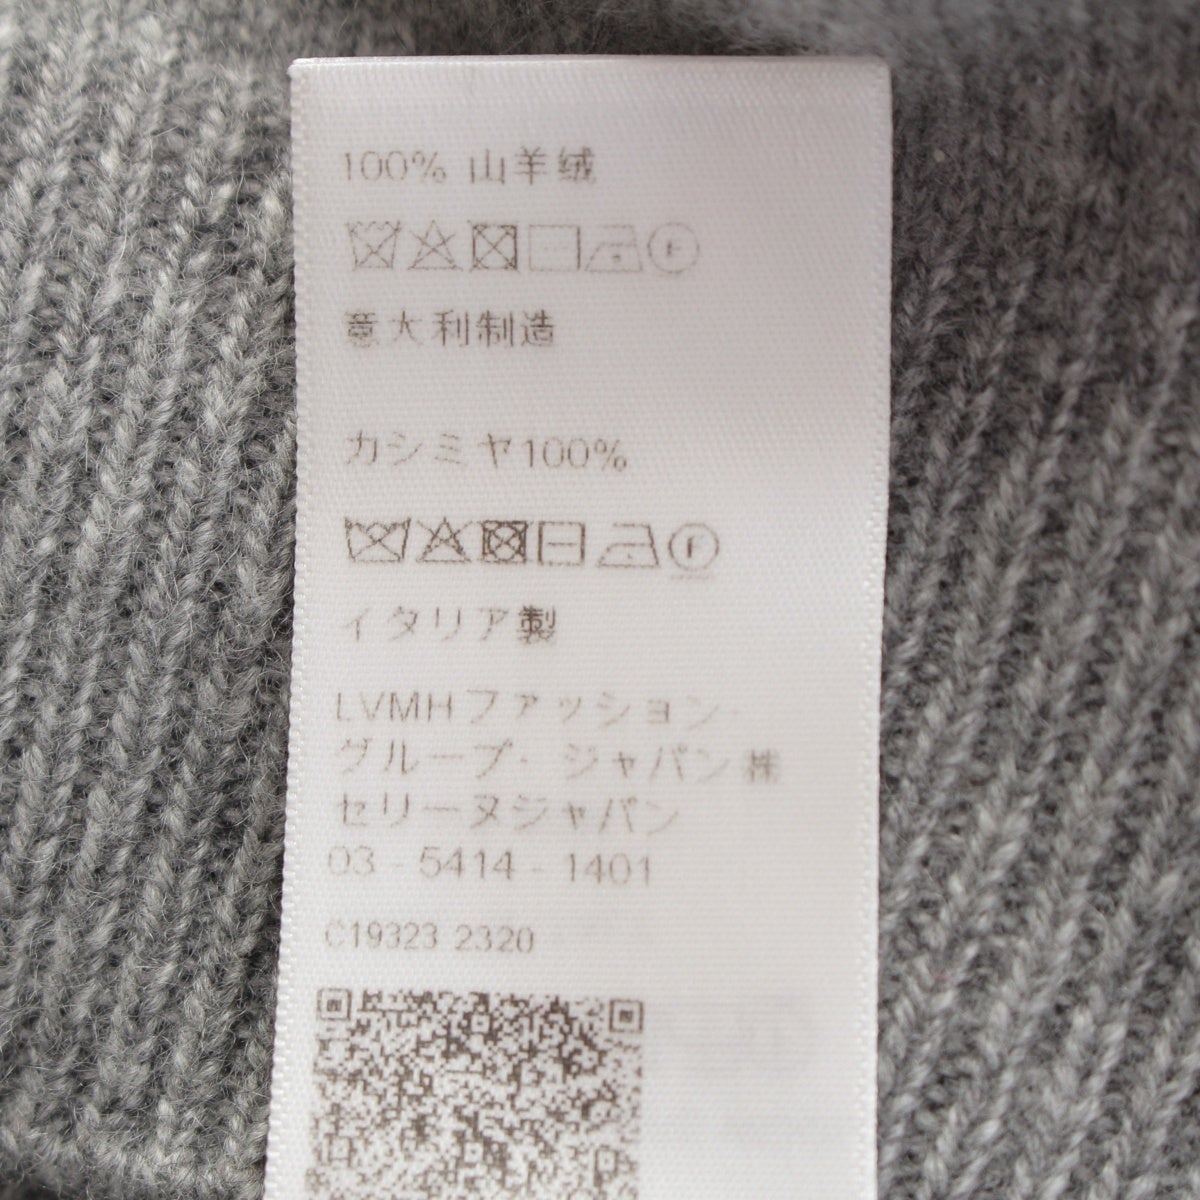 100% 山羊绒
F
意大利制造
カシミヤ100%
F
イタリア製
LVMHファッション・
グループ・ジャパン 株
セリーヌジャパン
03 - 5414 - 1401
C19323 2320